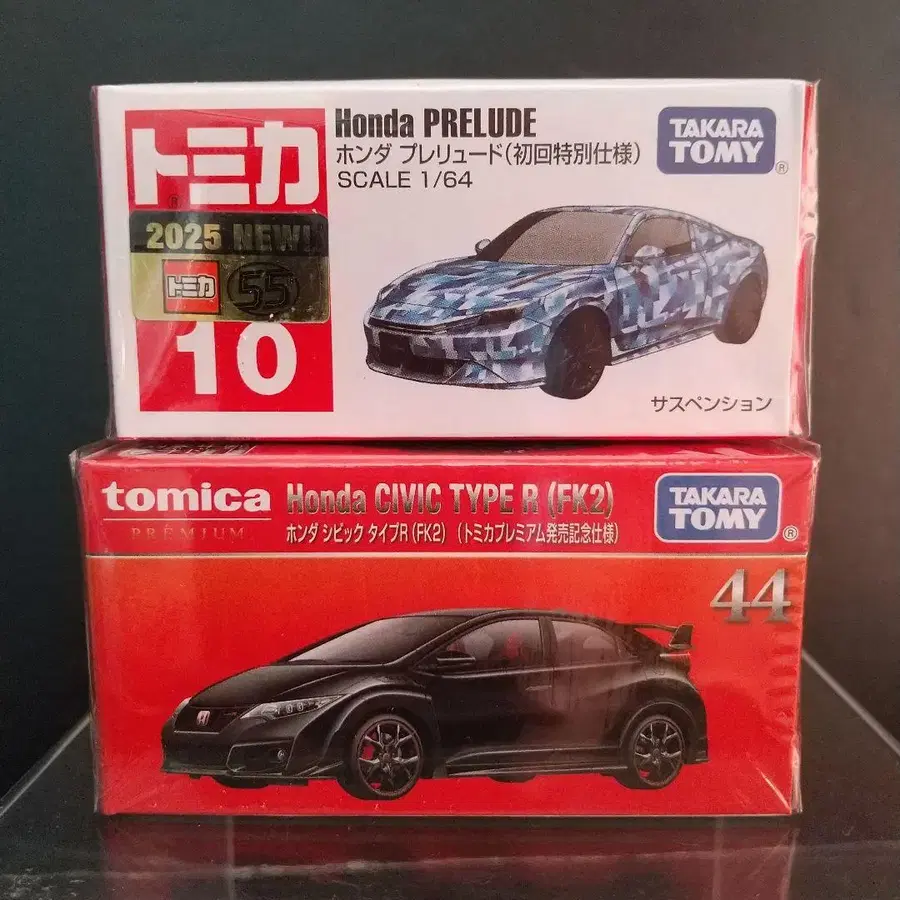 トミカ
Honda PRELUDE
ホンダ プレリュード(初回特別仕様)
SCALE 1/64
TAKARA
TOMY
2025 NEW!
トミカ 55
10
サスペンション
tomica
PREMIUM
Honda CIVIC TYPE R (FK2)
ホンダ シビック タイプR (FK2) (トミカプレミアム発売記念仕様)
TAKARA
TOMY
44